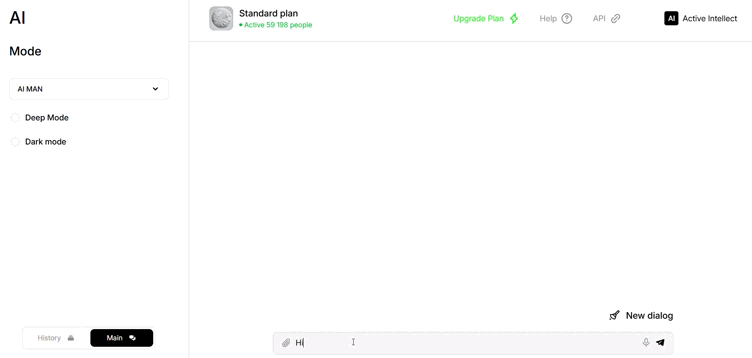 AI
Mode
AI MAN
Deep Mode
Dark mode
History
Main
Standard plan
Active 59 198 people
Upgrade Plan
Help
API
AI Active Intellect
New dialog
Hi